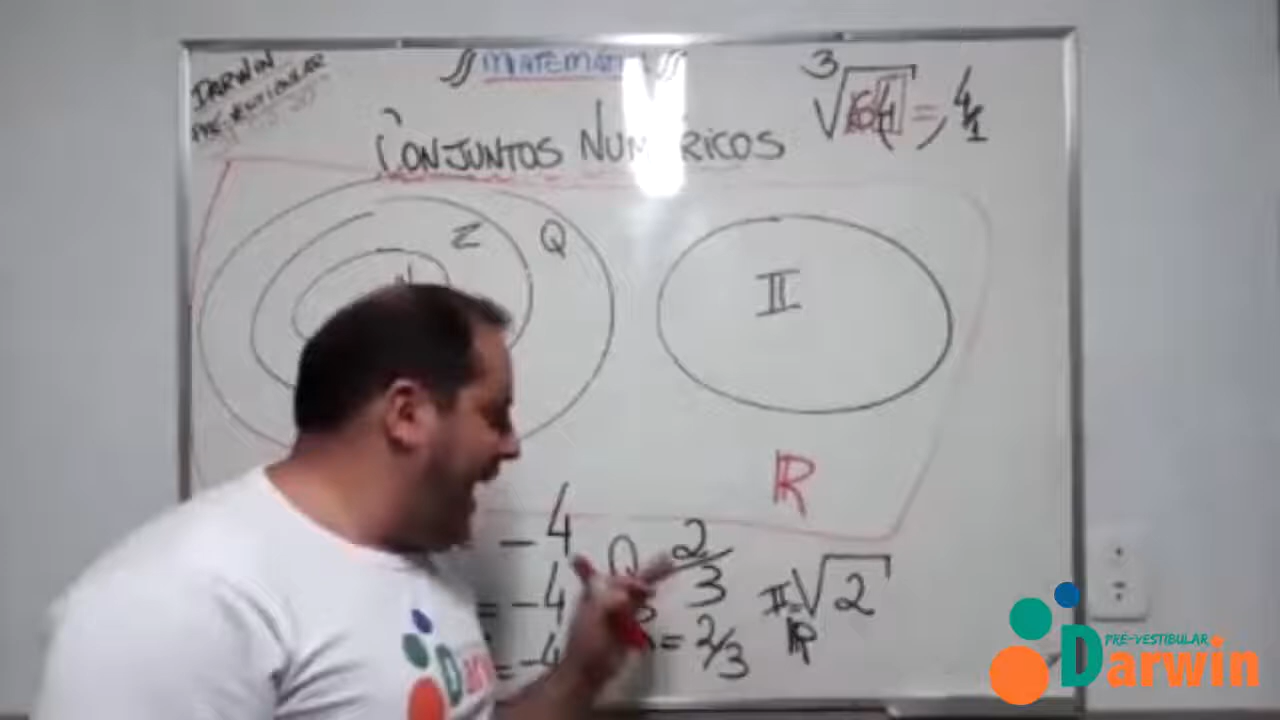 DARWIN
PRÉ-VESTIBULAR
MATEMÁ
CONJUNTOS NUMÉRICOS
³√64 = 4/1
Z Q
II
R
-4
Q 2/3
= -4
II = √2
R
-4
= 2/3
PRÉ-VESTIBULAR
Darwin
D